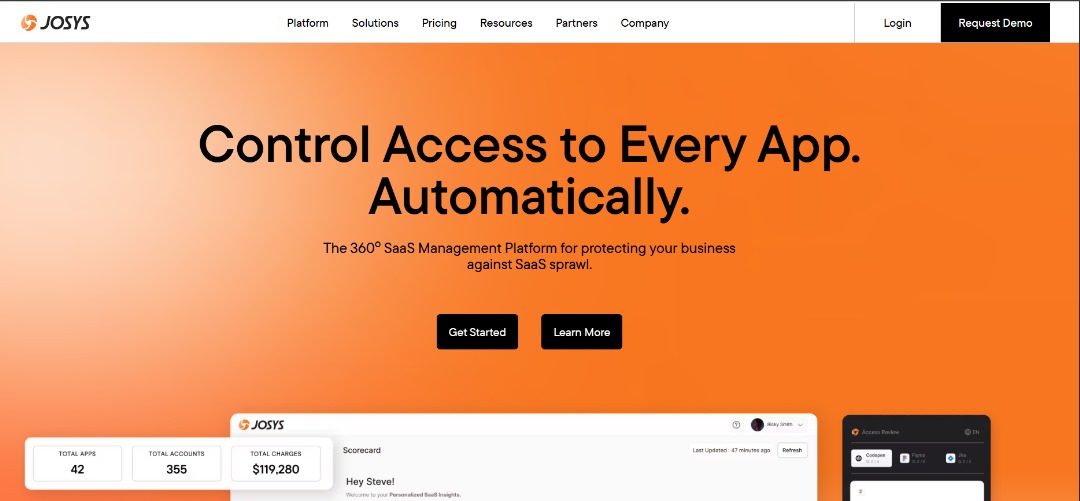 JOSYS
Platform Solutions Pricing Resources Partners Company
Login
Request Demo
Control Access to Every App.
Automatically.
The 360° SaaS Management Platform for protecting your business
against SaaS sprawl.
Get Started
Learn More
JOSYS
Smith
Scorecard
Last Updated : 47 minutes ago
Refresh
Hey Steve!
Welcome to your Personalized SaaS Insights.
TOTAL APPS
42
TOTAL ACCOUNTS
355
TOTAL CHARGES
$119,280
Access Review
EN
Codepen
Figma
Jira